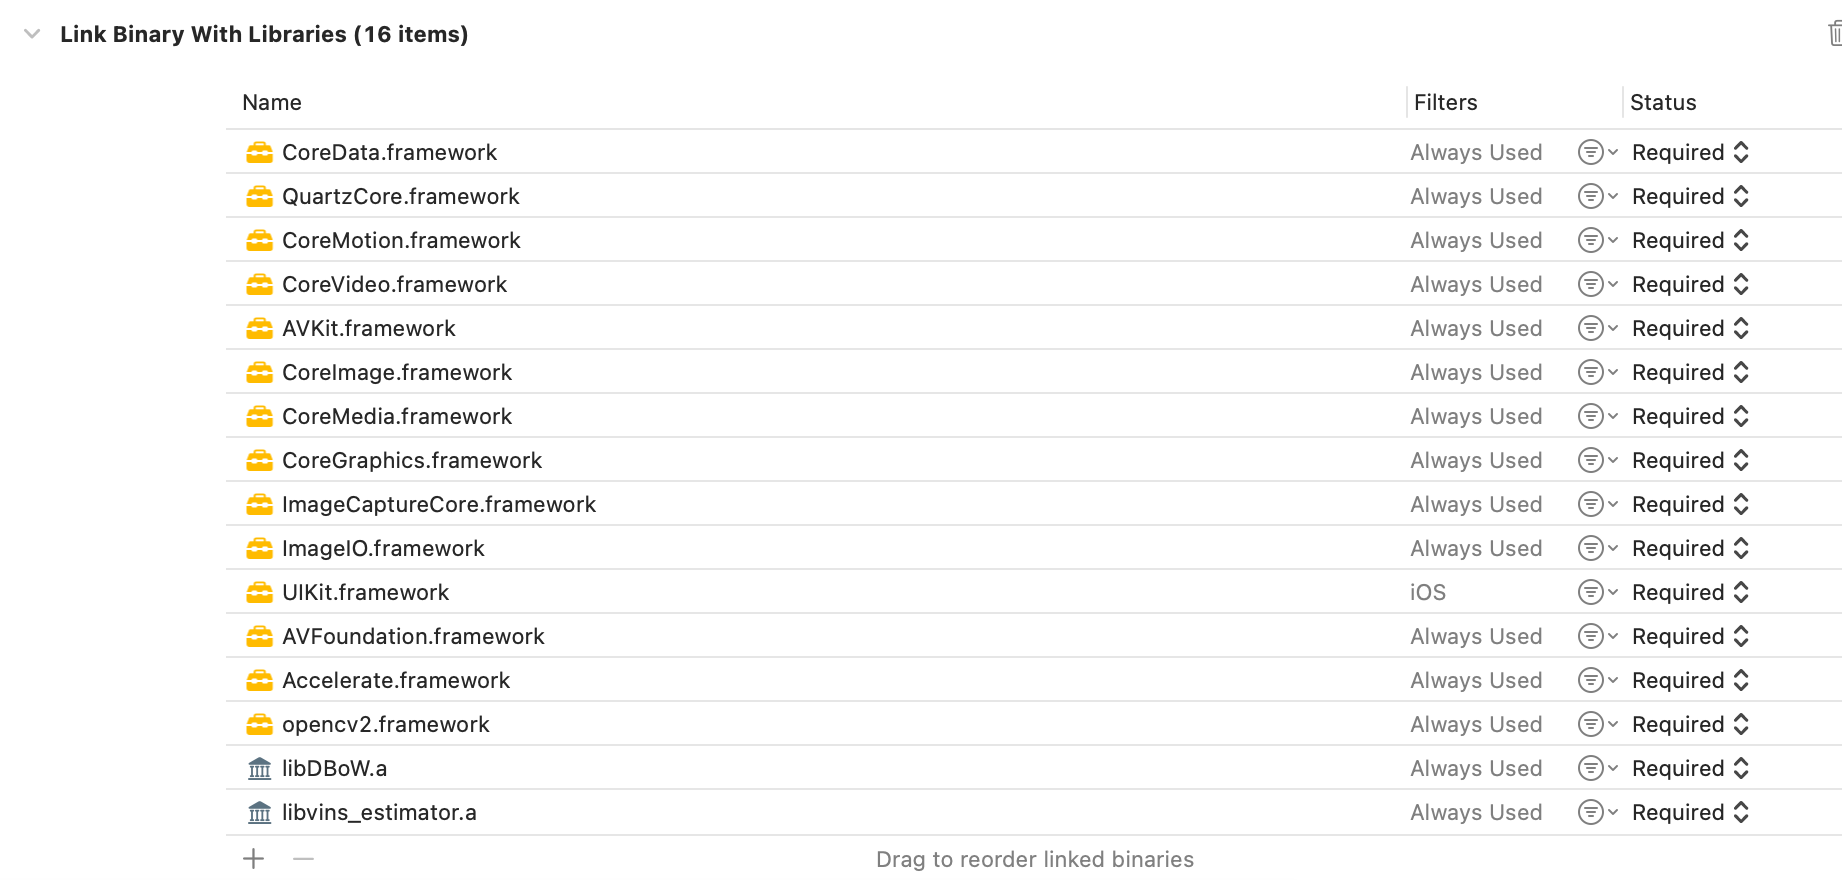 Link Binary With Libraries (16 items)
Name Filters Status
CoreData.framework Always Used Required
QuartzCore.framework Always Used Required
CoreMotion.framework Always Used Required
CoreVideo.framework Always Used Required
AVKit.framework Always Used Required
CoreImage.framework Always Used Required
CoreMedia.framework Always Used Required
CoreGraphics.framework Always Used Required
ImageCaptureCore.framework Always Used Required
ImageIO.framework Always Used Required
UIKit.framework iOS Required
AVFoundation.framework Always Used Required
Accelerate.framework Always Used Required
opencv2.framework Always Used Required
libDBoW.a Always Used Required
libvins_estimator.a Always Used Required
Drag to reorder linked binaries